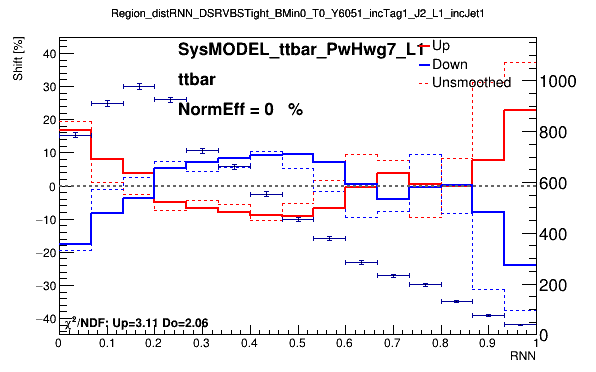 Region_distRNN_DSRVBSTight_BMin0_T0_Y6051_incTag1_J2_L1_incJet1
Shift [%]
SysMODEL_ttbar_PwHwg7_L1
ttbar
NormEff = 0 %
Up
Down
Unsmoothed
40
30
20
10
0
−10
−20
−30
−40
1000
800
600
400
200
0
χ²/NDF: Up=3.11 Do=2.06
0 0.1 0.2 0.3 0.4 0.5 0.6 0.7 0.8 0.9 1
RNN